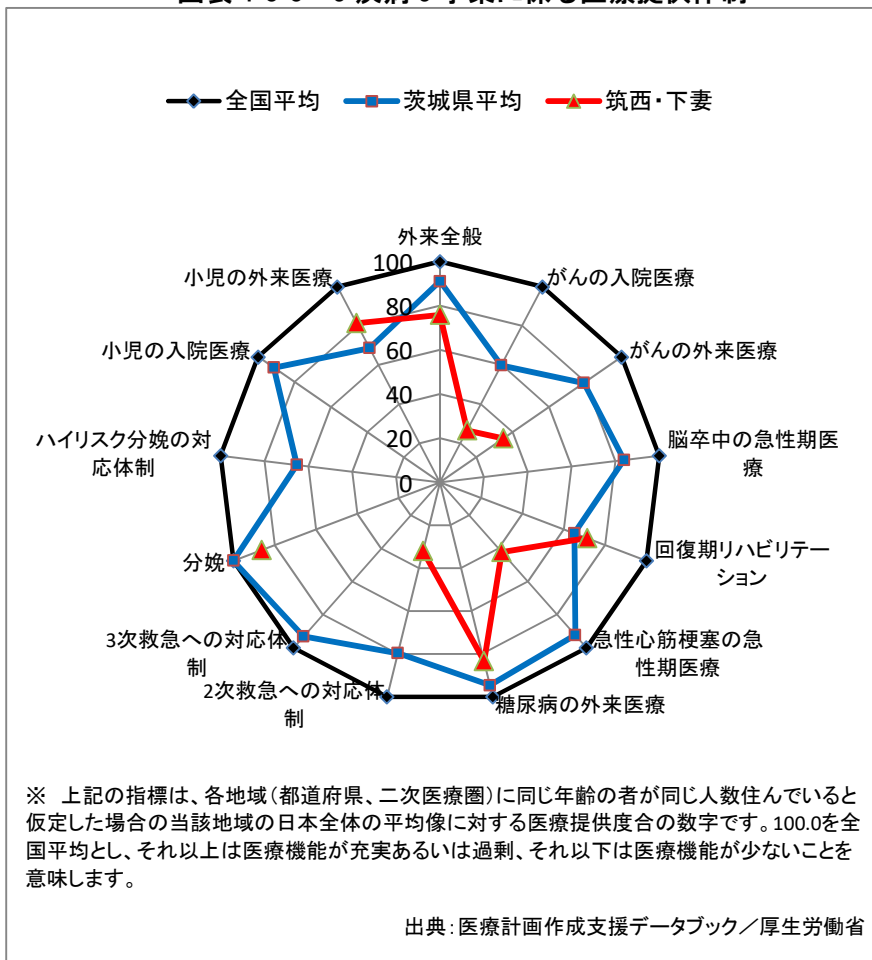 全国平均 茨城県平均 筑西・下妻
外来全般
がんの入院医療
がんの外来医療
脳卒中の急性期医
療
回復期リハビリテー
ション
急性心筋梗塞の急
性期医療
糖尿病の外来医療
2次救急への対応体
制
3次救急への対応体
制
分娩
ハイリスク分娩の対
応体制
小児の入院医療
小児の外来医療
100
80
60
40
20
0
※ 上記の指標は、各地域（都道府県、二次医療圏）に同じ年齢の者が同じ人数住んでいると
仮定した場合の当該地域の日本全体の平均像に対する医療提供度合の数字です。100.0を全
国平均とし、それ以上は医療機能が充実あるいは過剰、それ以下は医療機能が少ないことを
意味します。
出典：医療計画作成支援データブック／厚生労働省